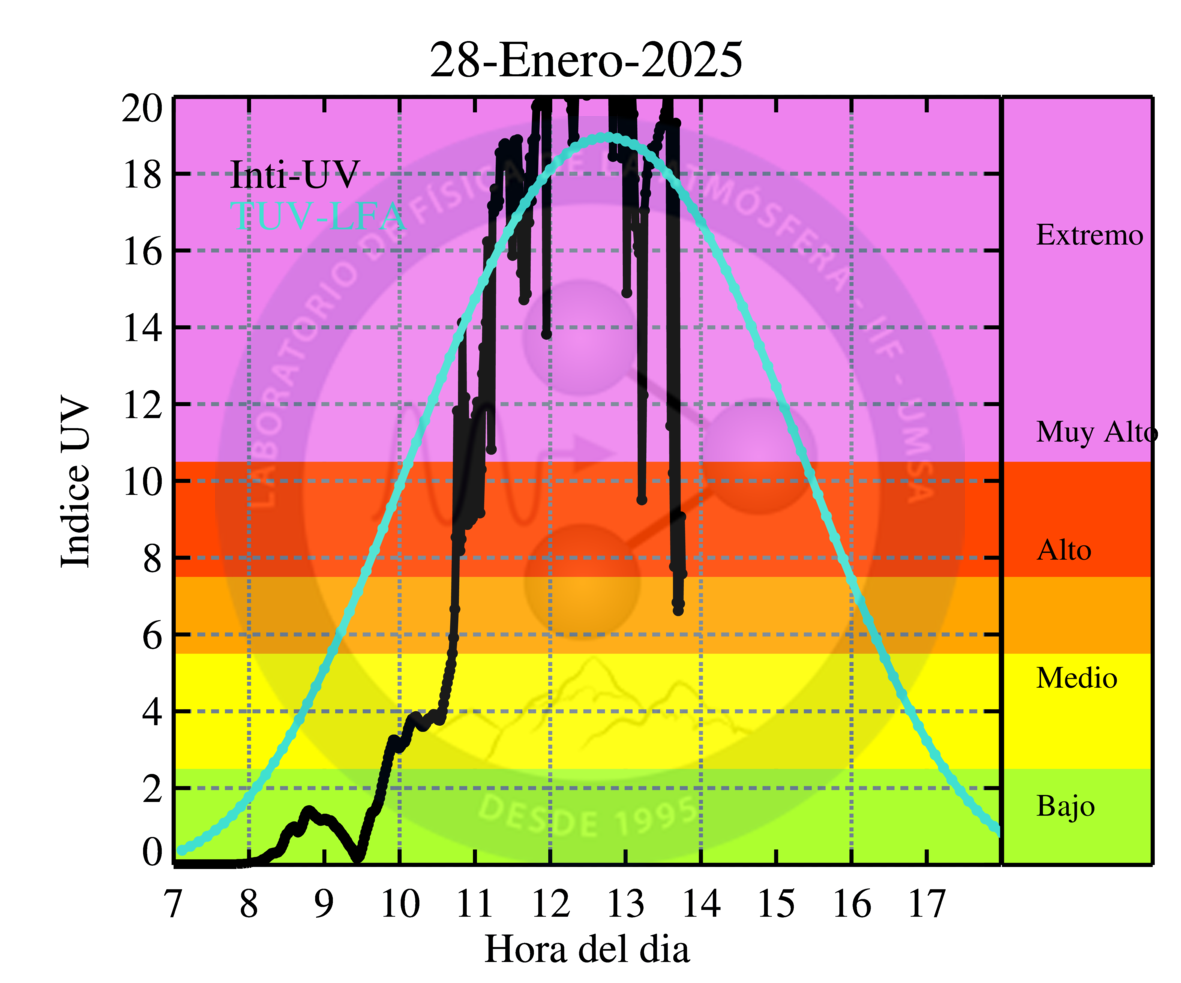 28-Enero-2025
Indice UV
20
18
16
14
12
10
8
6
4
2
0
Inti-UV
TUV-LFA
LABORATORIO DE FÍSICA DE LA ATMÓSFERA - IIF - UMSA
DESDE 1995
Extremo
Muy Alto
Alto
Medio
Bajo
7 8 9 10 11 12 13 14 15 16 17
Hora del dia